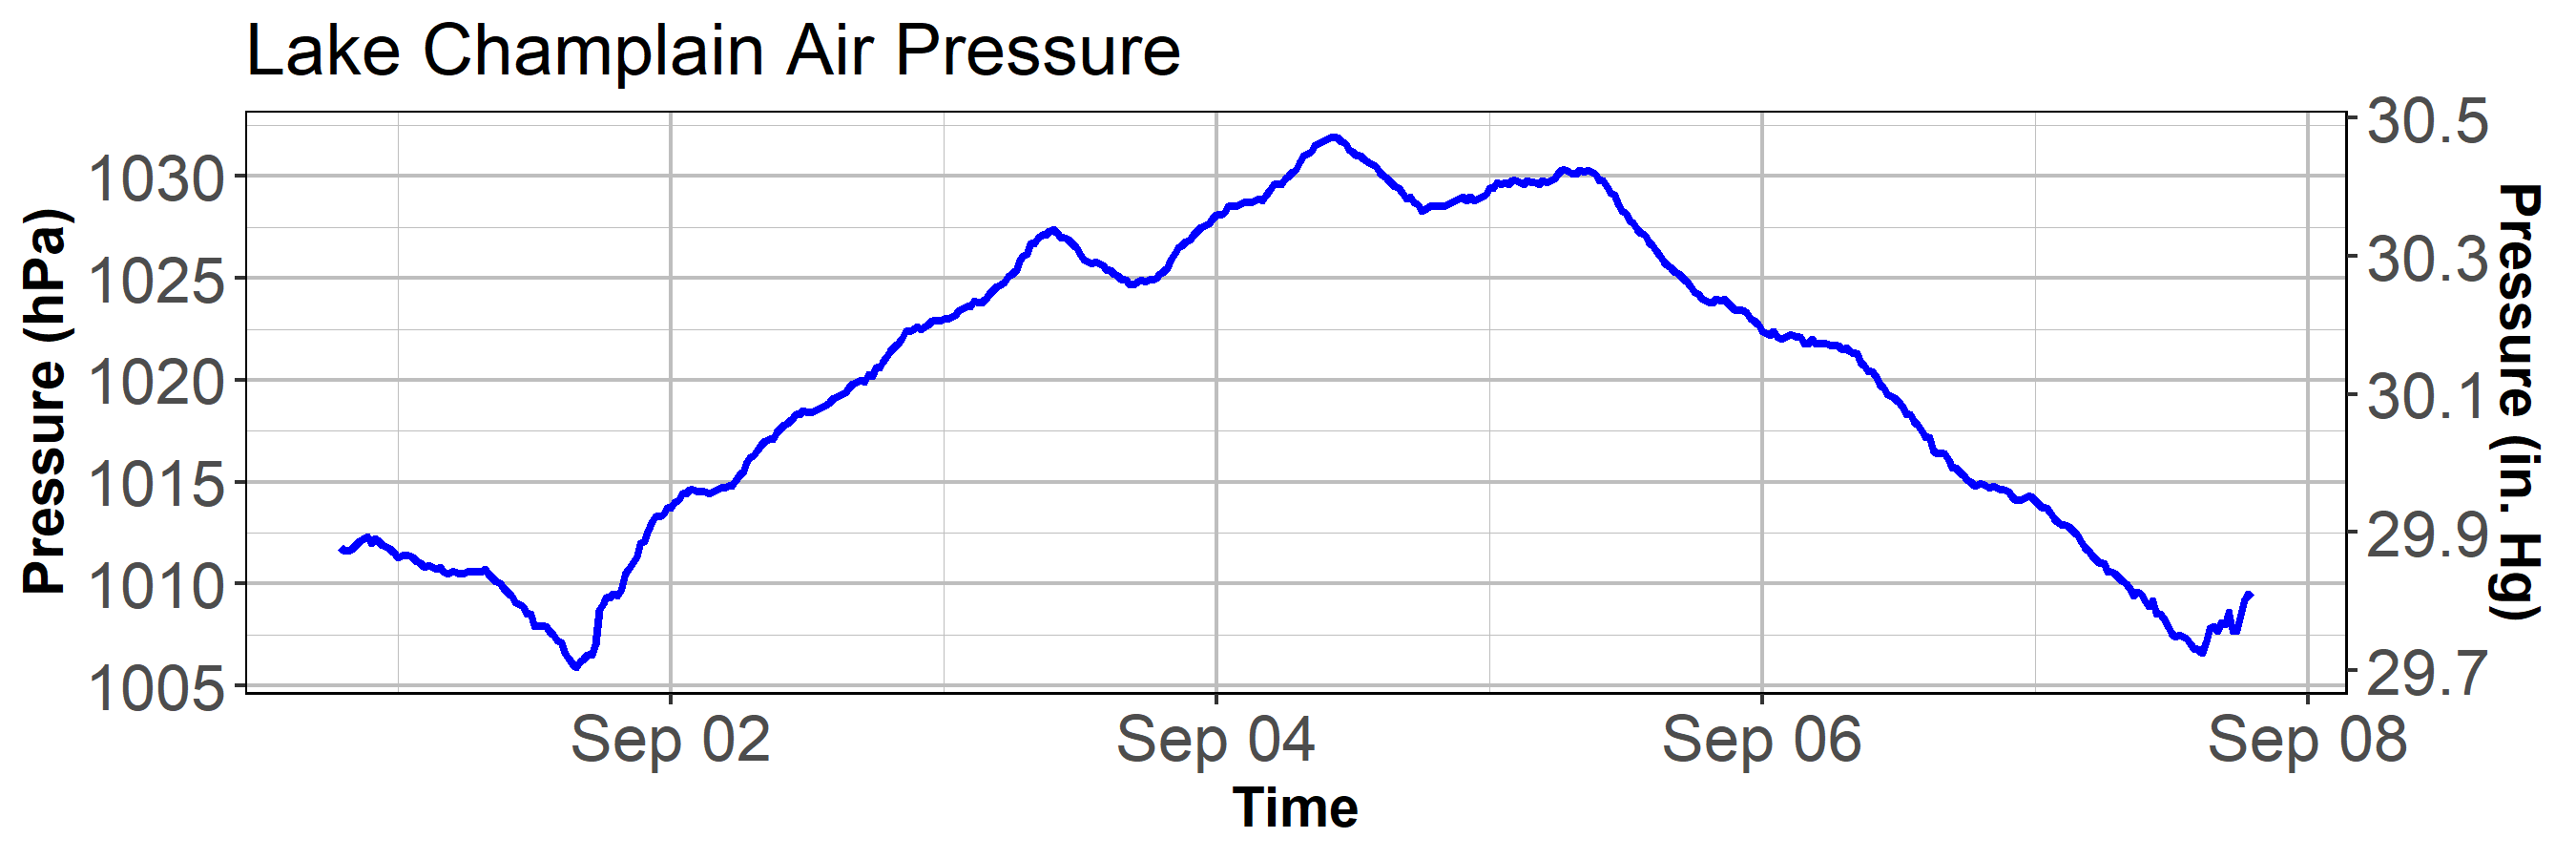 Lake Champlain Air Pressure
Pressure (hPa)
1030
1025
1020
1015
1010
1005
30.5
30.3
30.1
29.9
29.7
Pressure (in. Hg)
Sep 02
Sep 04
Sep 06
Sep 08
Time